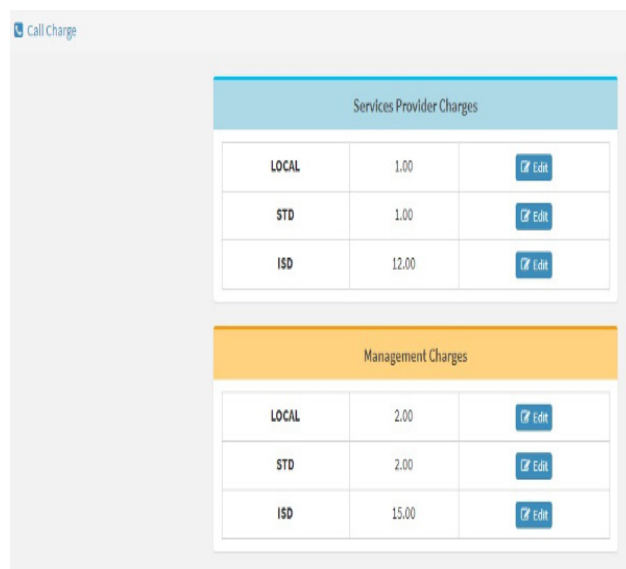 Call Charge
Services Provider Charges
LOCAL 1.00 Edit
STD 1.00 Edit
ISD 12.00 Edit
Management Charges
LOCAL 2.00 Edit
STD 2.00 Edit
ISD 15.00 Edit